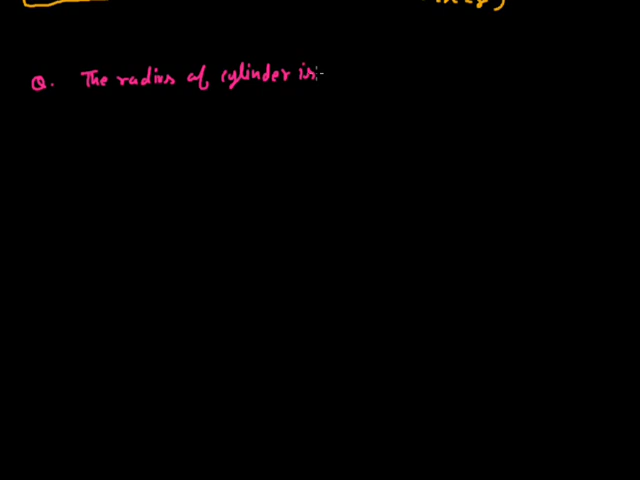 Q. The radius of cylinder is